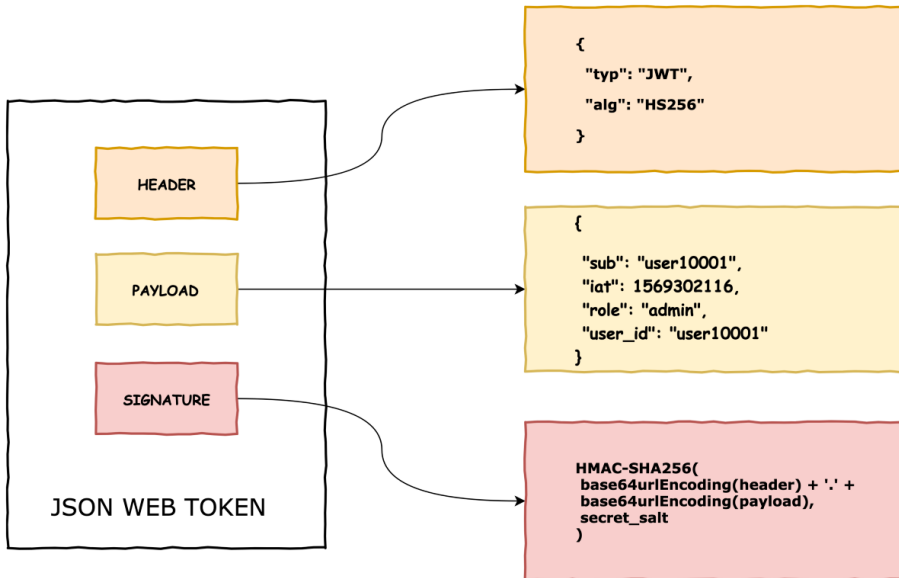 {
"typ": "JWT",
"alg": "HS256"
}
HEADER
{
"sub": "user10001",
"iat": 1569302116,
"role": "admin",
"user_id": "user10001"
}
PAYLOAD
SIGNATURE
HMAC-SHA256(
base64urlEncoding(header) + '.' +
base64urlEncoding(payload),
secret_salt
)
JSON WEB TOKEN